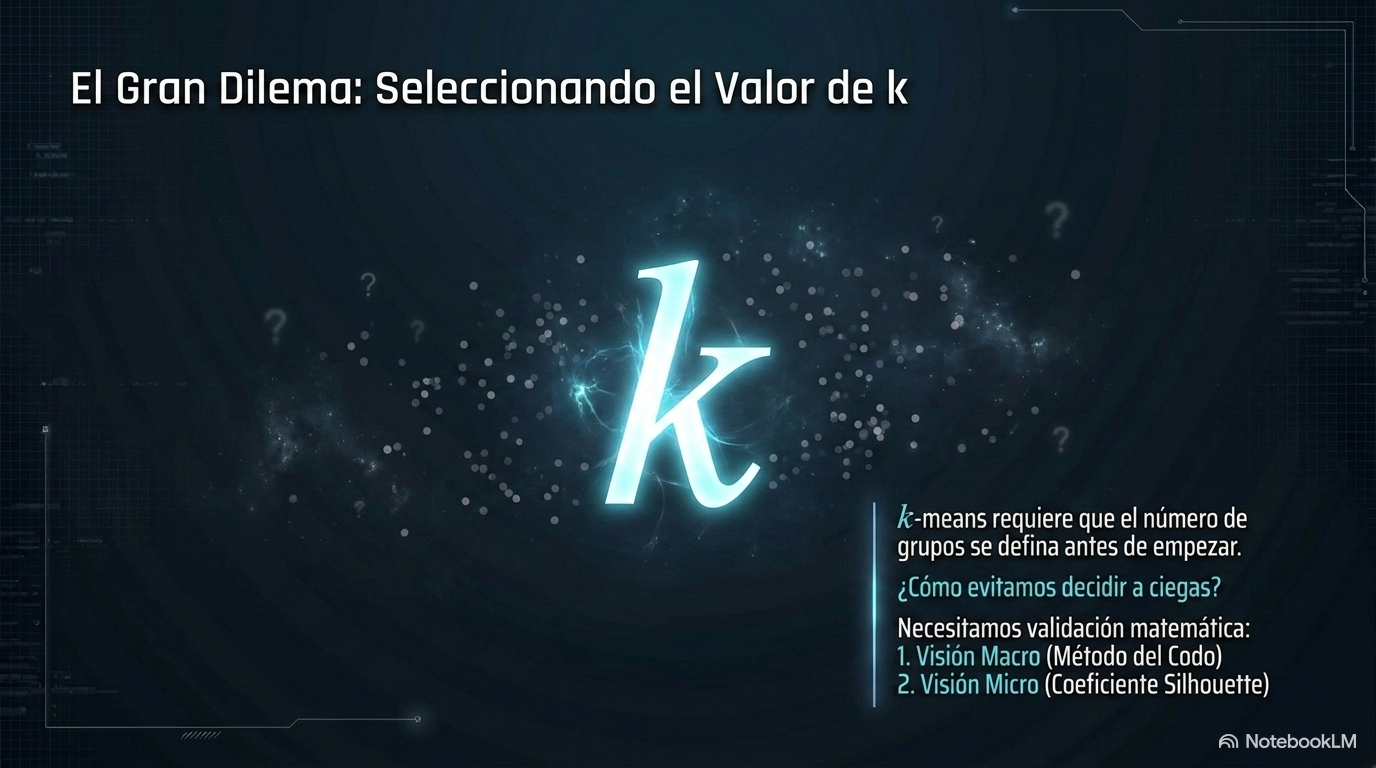 El Gran Dilema: Seleccionando el Valor de k
?
?
?
?
?
?
?
k
k-means requiere que el número de
grupos se defina antes de empezar.
¿Cómo evitamos decidir a ciegas?
Necesitamos validación matemática:
1. Visión Macro (Método del Codo)
2. Visión Micro (Coeficiente Silhouette)
NotebookLM